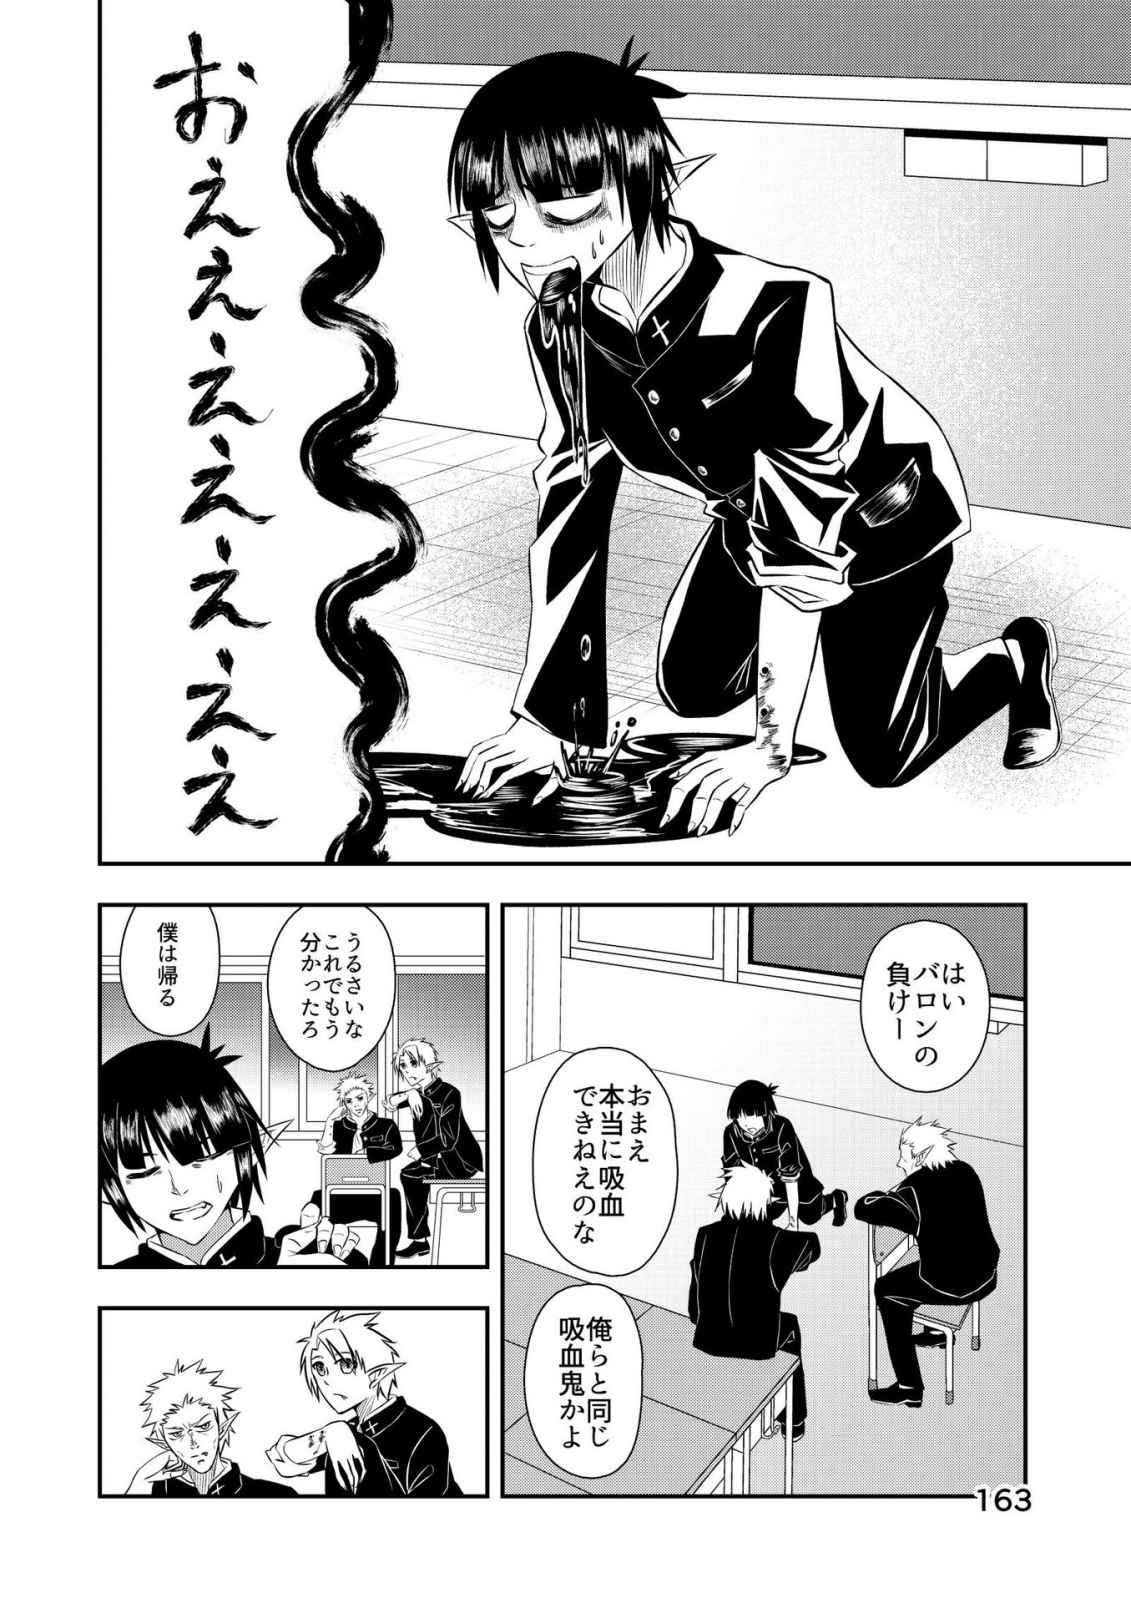 おえぇ、え、え、え、え、え
はい
バロンの
負けー
おまえ
本当に吸血
できねえのな
俺らと同じ
吸血鬼かよ
うるさいな
これでもう
分かったろ
僕は帰る
163